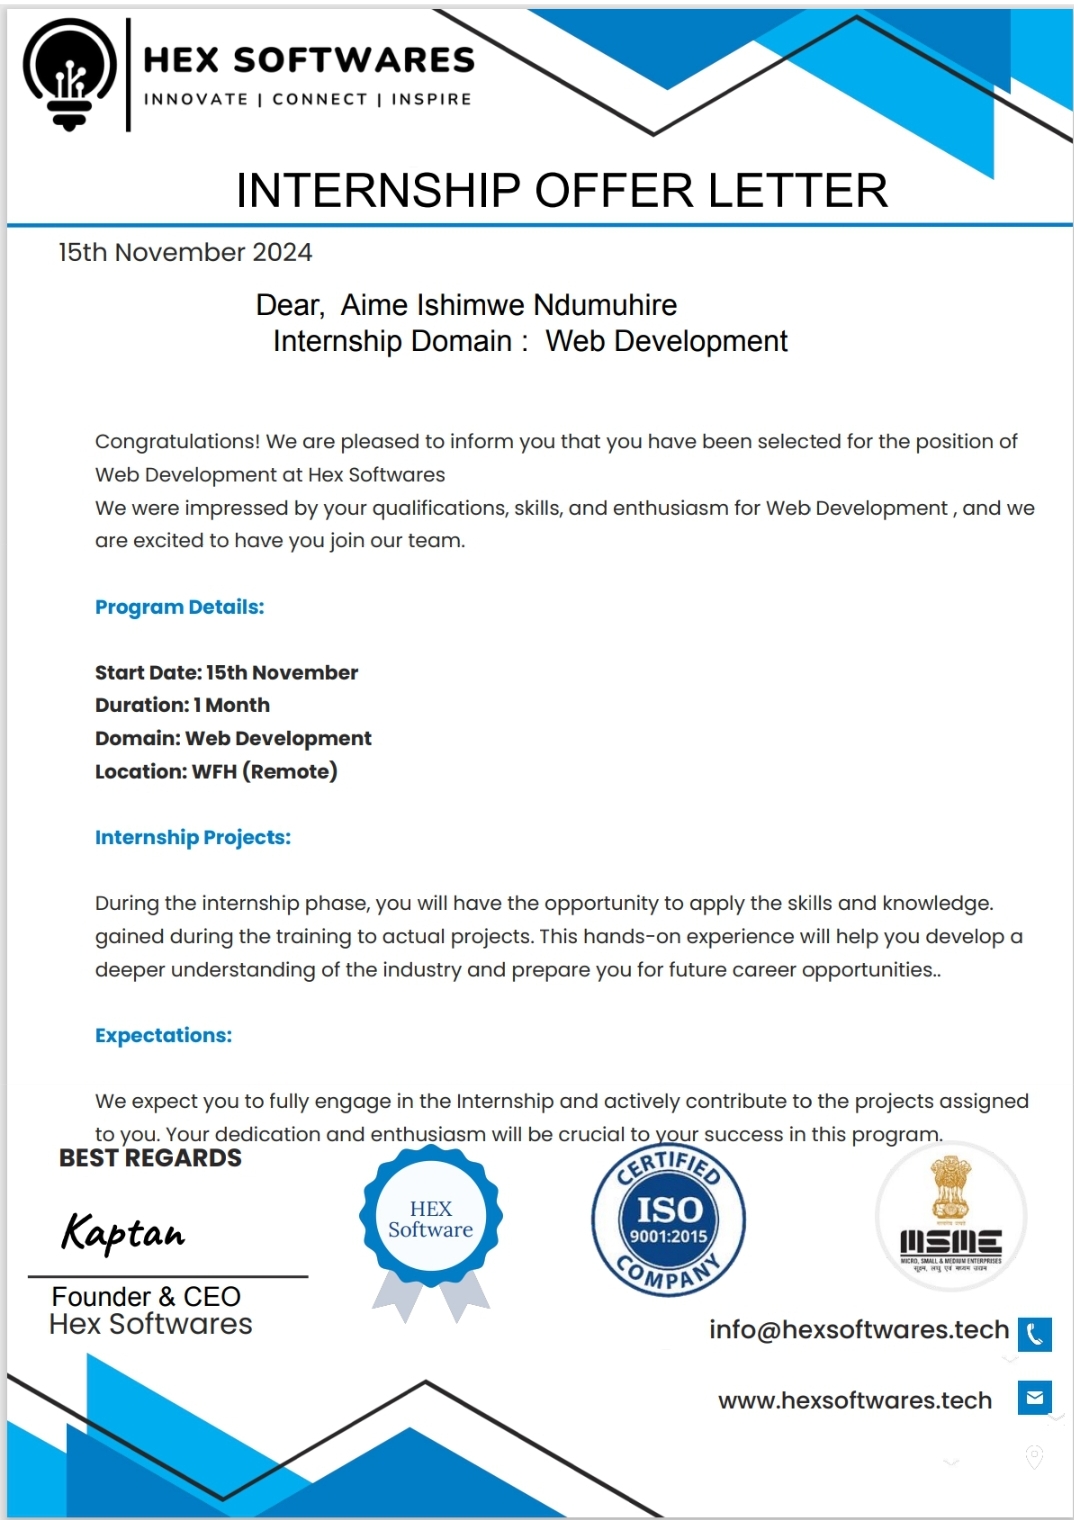 HEX SOFTWARES
INNOVATE | CONNECT | INSPIRE
INTERNSHIP OFFER LETTER
15th November 2024
Dear, Aime Ishimwe Ndumuhire
Internship Domain : Web Development
Congratulations! We are pleased to inform you that you have been selected for the position of
Web Development at Hex Softwares
We were impressed by your qualifications, skills, and enthusiasm for Web Development , and we
are excited to have you join our team.
Program Details:
Start Date: 15th November
Duration: 1 Month
Domain: Web Development
Location: WFH (Remote)
Internship Projects:
During the internship phase, you will have the opportunity to apply the skills and knowledge.
gained during the training to actual projects. This hands-on experience will help you develop a
deeper understanding of the industry and prepare you for future career opportunities..
Expectations:
We expect you to fully engage in the Internship and actively contribute to the projects assigned
to you. Your dedication and enthusiasm will be crucial to your success in this program.
BEST REGARDS
Kaptan
Founder & CEO
Hex Softwares
HEX
Software
CERTIFIED
ISO
9001:2015
COMPANY
MSME
MICRO, SMALL & MEDIUM ENTERPRISES
सूक्ष्म, लघु एवं मध्यम उद्यम
info@hexsoftwares.tech
www.hexsoftwares.tech